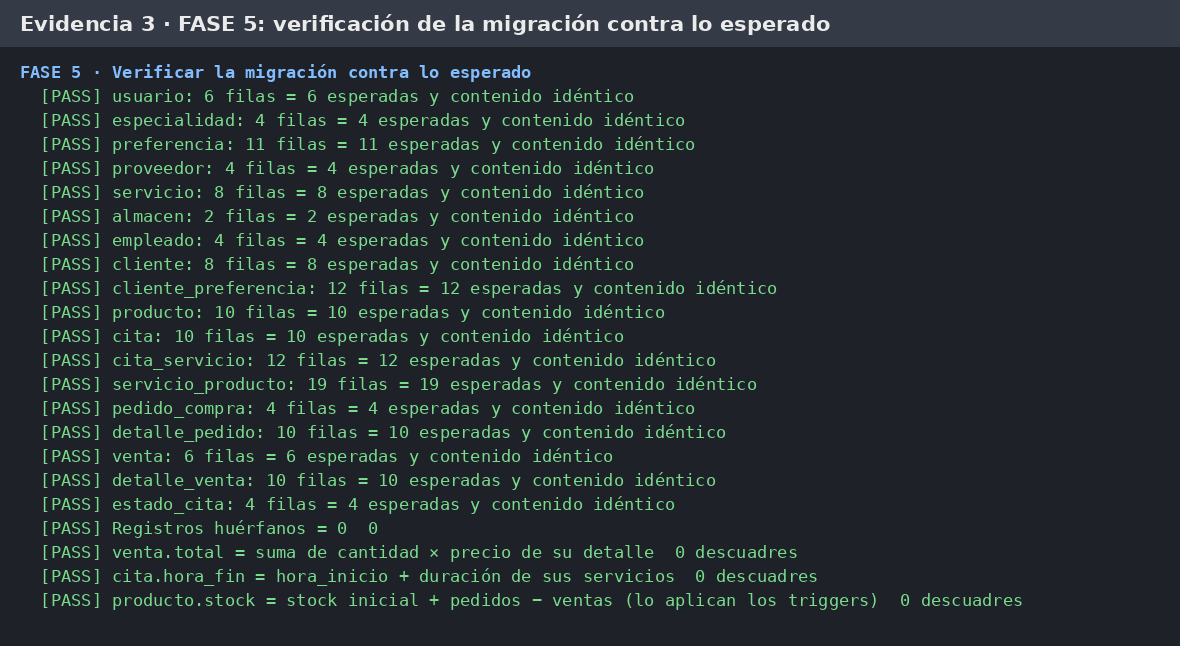 Evidencia 3 · FASE 5: verificación de la migración contra lo esperado
FASE 5 · Verificar la migración contra lo esperado
[PASS] usuario: 6 filas = 6 esperadas y contenido idéntico
[PASS] especialidad: 4 filas = 4 esperadas y contenido idéntico
[PASS] preferencia: 11 filas = 11 esperadas y contenido idéntico
[PASS] proveedor: 4 filas = 4 esperadas y contenido idéntico
[PASS] servicio: 8 filas = 8 esperadas y contenido idéntico
[PASS] almacen: 2 filas = 2 esperadas y contenido idéntico
[PASS] empleado: 4 filas = 4 esperadas y contenido idéntico
[PASS] cliente: 8 filas = 8 esperadas y contenido idéntico
[PASS] cliente_preferencia: 12 filas = 12 esperadas y contenido idéntico
[PASS] producto: 10 filas = 10 esperadas y contenido idéntico
[PASS] cita: 10 filas = 10 esperadas y contenido idéntico
[PASS] cita_servicio: 12 filas = 12 esperadas y contenido idéntico
[PASS] servicio_producto: 19 filas = 19 esperadas y contenido idéntico
[PASS] pedido_compra: 4 filas = 4 esperadas y contenido idéntico
[PASS] detalle_pedido: 10 filas = 10 esperadas y contenido idéntico
[PASS] venta: 6 filas = 6 esperadas y contenido idéntico
[PASS] detalle_venta: 10 filas = 10 esperadas y contenido idéntico
[PASS] estado_cita: 4 filas = 4 esperadas y contenido idéntico
[PASS] Registros huérfanos = 0  0
[PASS] venta.total = suma de cantidad × precio de su detalle  0 descuadres
[PASS] cita.hora_fin = hora_inicio + duración de sus servicios  0 descuadres
[PASS] producto.stock = stock inicial + pedidos − ventas (lo aplican los triggers)  0 descuadres